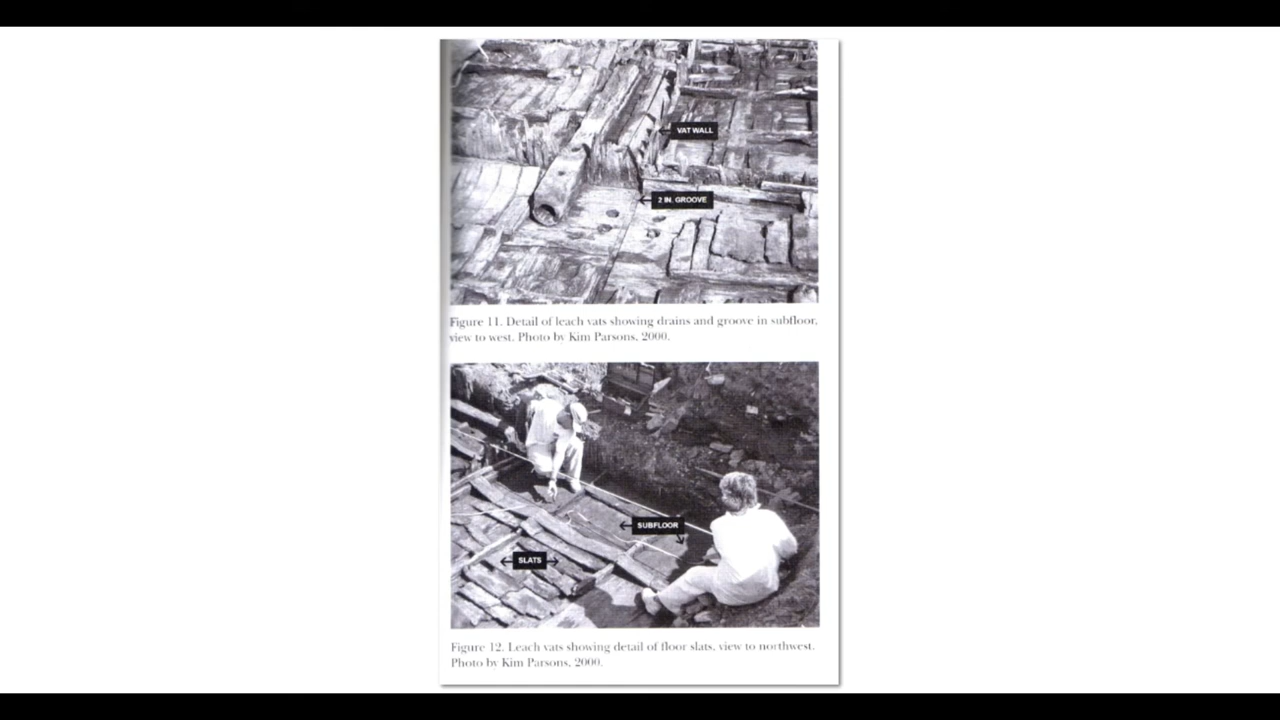 VAT WALL
2 IN. GROOVE
Figure 11. Detail of leach vats showing drains and groove in subfloor,
view to west. Photo by Kim Parsons, 2000.
SUBFLOOR
SLATS
Figure 12. Leach vats showing detail of floor slats, view to northwest.
Photo by Kim Parsons, 2000.